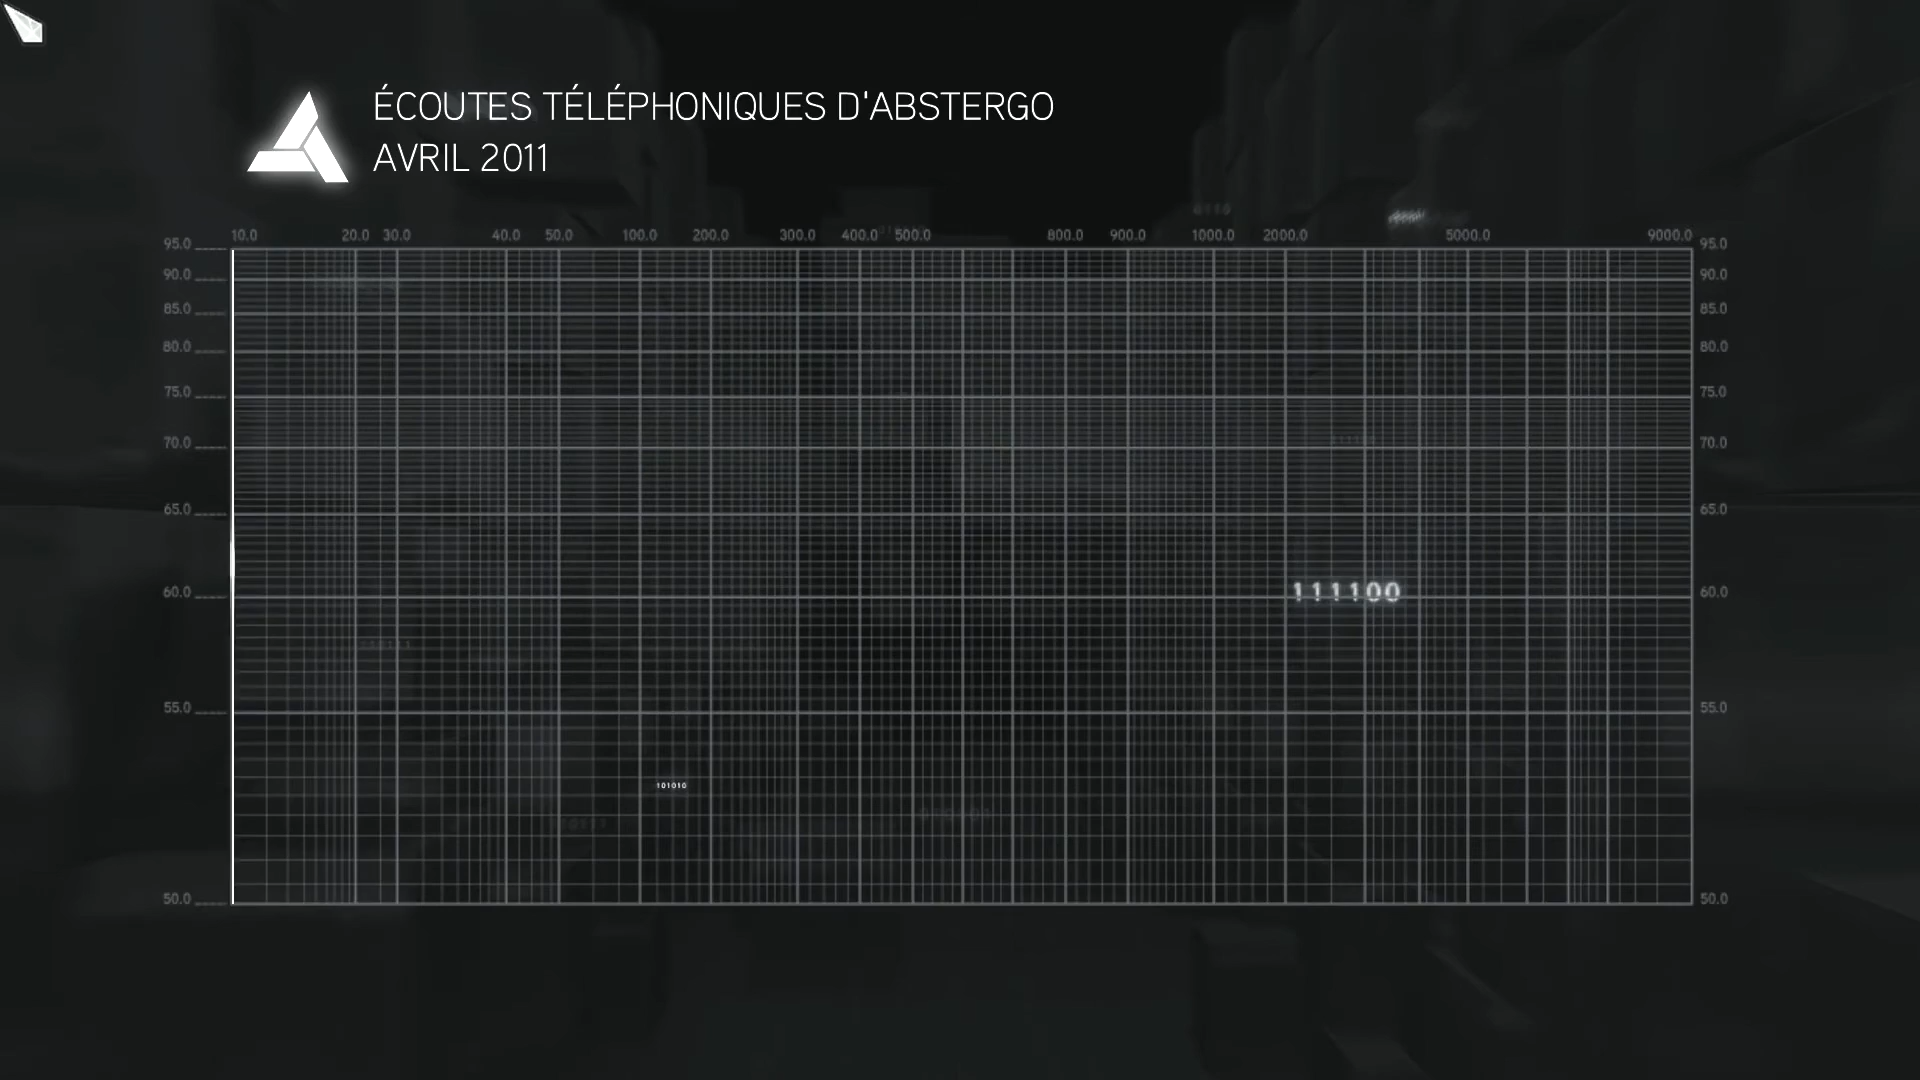 ÉCOUTES TÉLÉPHONIQUES D'ABSTERGO
AVRIL 2011
10.0 20.0 30.0 40.0 50.0 100.0 200.0 300.0 400.0 500.0 800.0 900.0 1000.0 2000.0 5000.0 9000.0
95.0 95.0
90.0 90.0
85.0 85.0
80.0 80.0
75.0 75.0
70.0 70.0
65.0 65.0
60.0 111100 60.0
55.0 55.0
101010
50.0 50.0